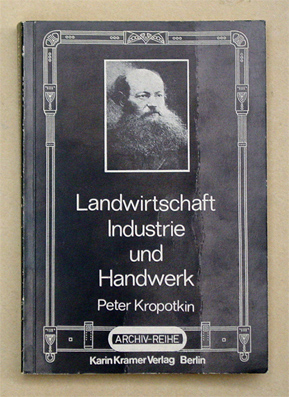 Landwirtschaft
Industrie
und
Handwerk
Peter Kropotkin
ARCHIV-REIHE
Karin Kramer Verlag Berlin